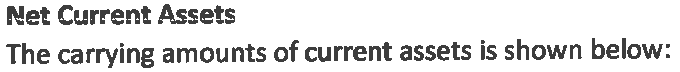 Net Current Assets
The carrying amounts of current assets is shown below: